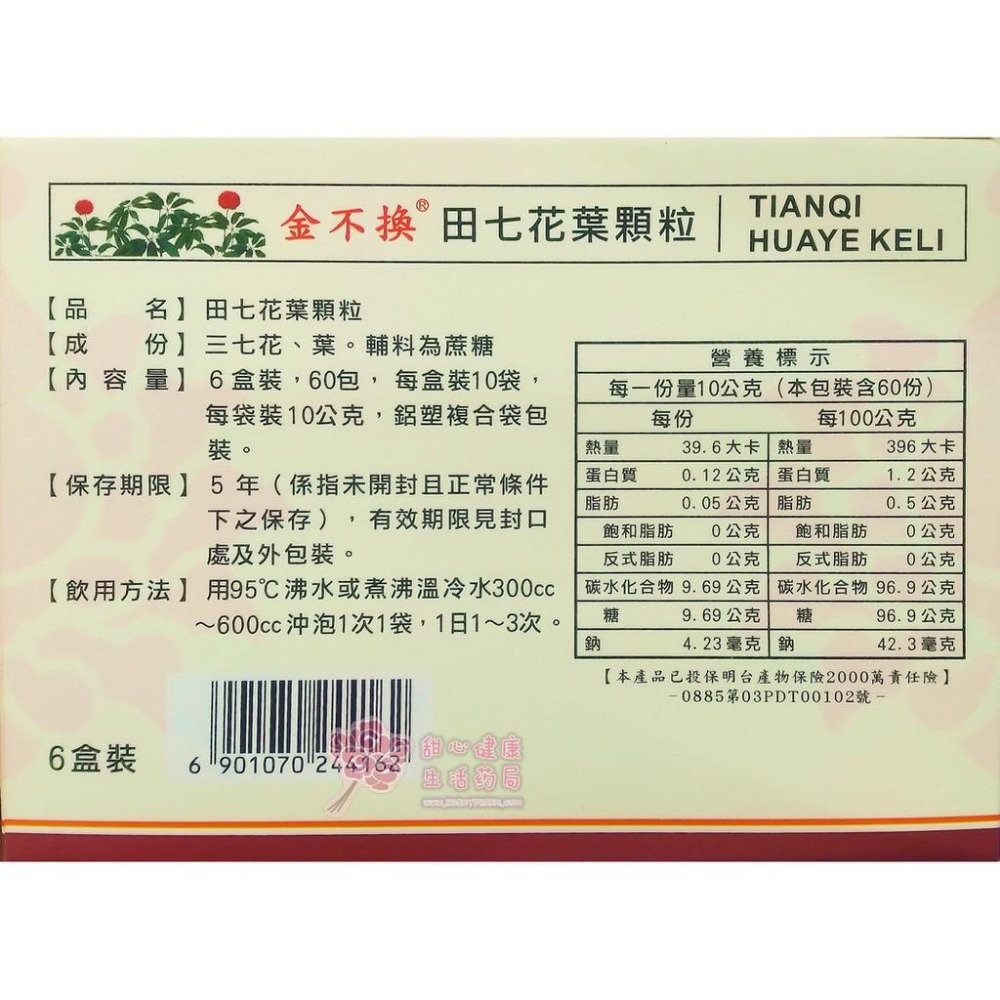 金不換® 田七花葉顆粒
TIANQI
HUAYE KELI
【品　　名】田七花葉顆粒
【成　　份】三七花、葉。輔料為蔗糖
【內 容 量】6盒裝，60包， 每盒裝10袋，
每袋裝10公克，鋁塑複合袋包
裝。
【保存期限】5 年（係指未開封且正常條件
下之保存），有效期限見封口
處及外包裝。
【飲用方法】用95℃沸水或煮沸溫冷水300cc
～600cc沖泡1次1袋，1日1～3次。
營養標示
每一份量10公克（本包裝含60份）
每份 每100公克
熱量 39.6大卡 熱量 396大卡
蛋白質 0.12公克 蛋白質 1.2公克
脂肪 0.05公克 脂肪 0.5公克
飽和脂肪 0公克 飽和脂肪 0公克
反式脂肪 0公克 反式脂肪 0公克
碳水化合物 9.69公克 碳水化合物 96.9公克
糖 9.69公克 糖 96.9公克
鈉 4.23毫克 鈉 42.3毫克
【本產品已投保明台產物保險2000萬責任險】
－0885第03PDT00102號－
6盒裝
6 901070 244162
甜心健康
生活药局